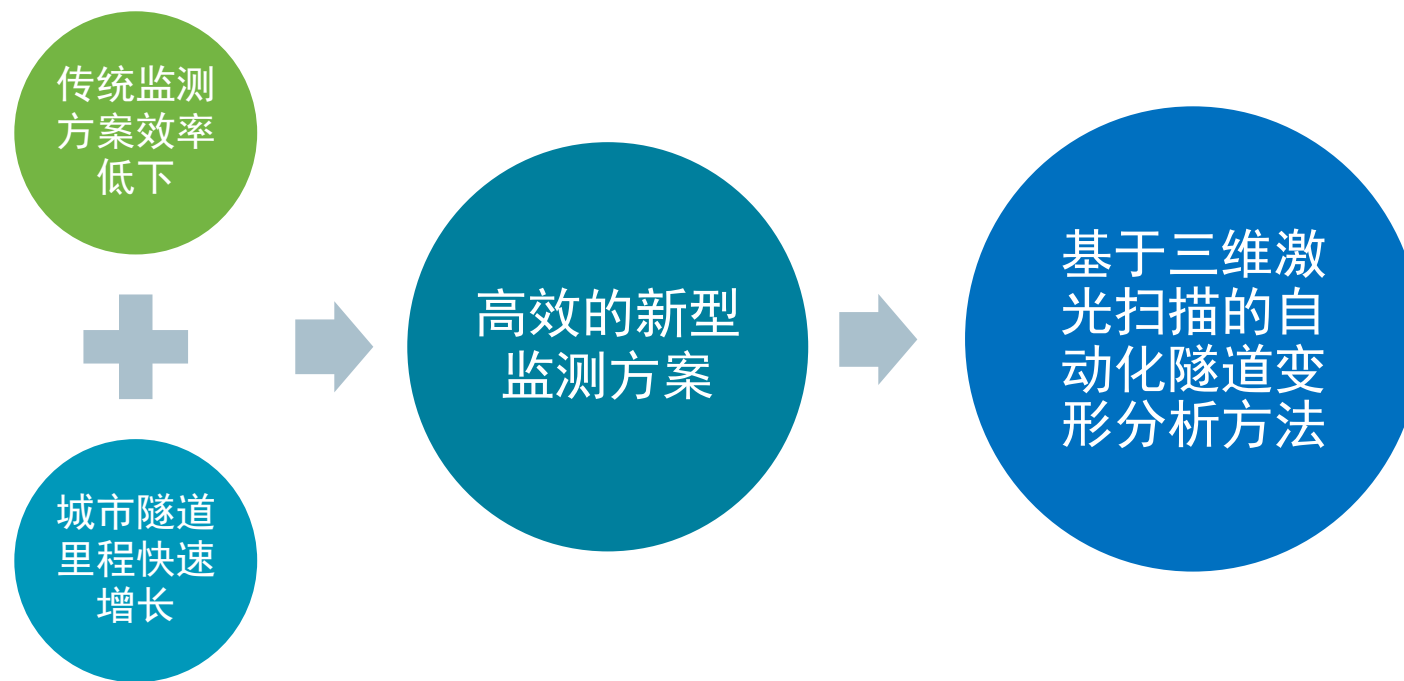 传统监测
方案效率
低下
城市隧道
里程快速
增长
高效的新型
监测方案
基于三维激
光扫描的自
动化隧道变
形分析方法